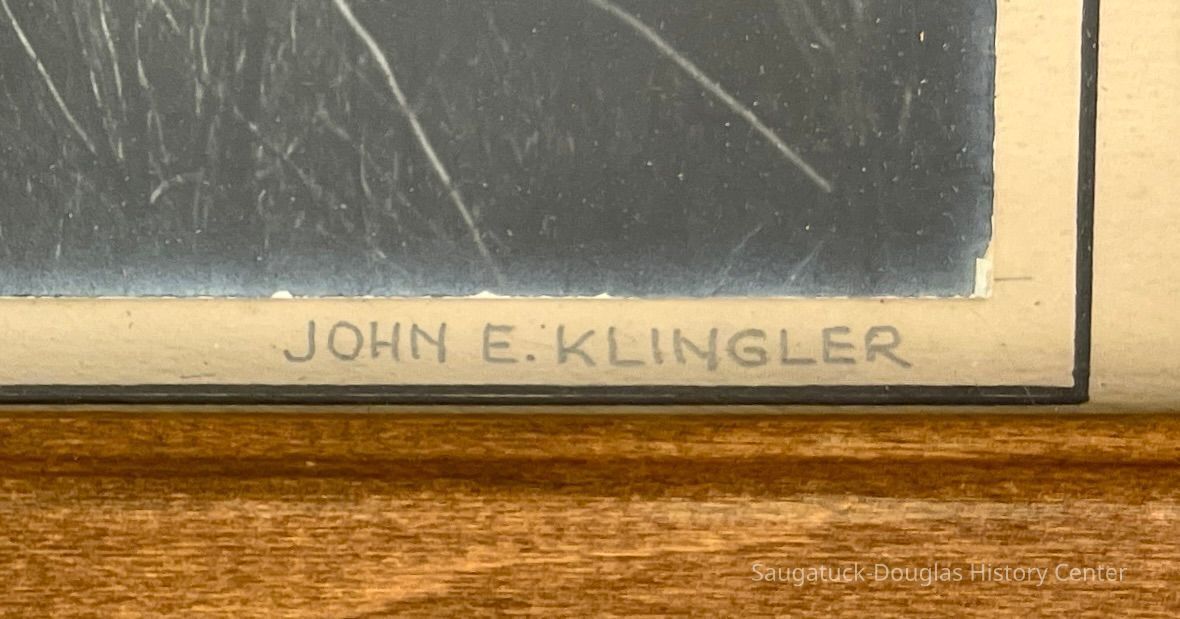 JOHN E. KLINGLER
Saugatuck-Douglas History Center